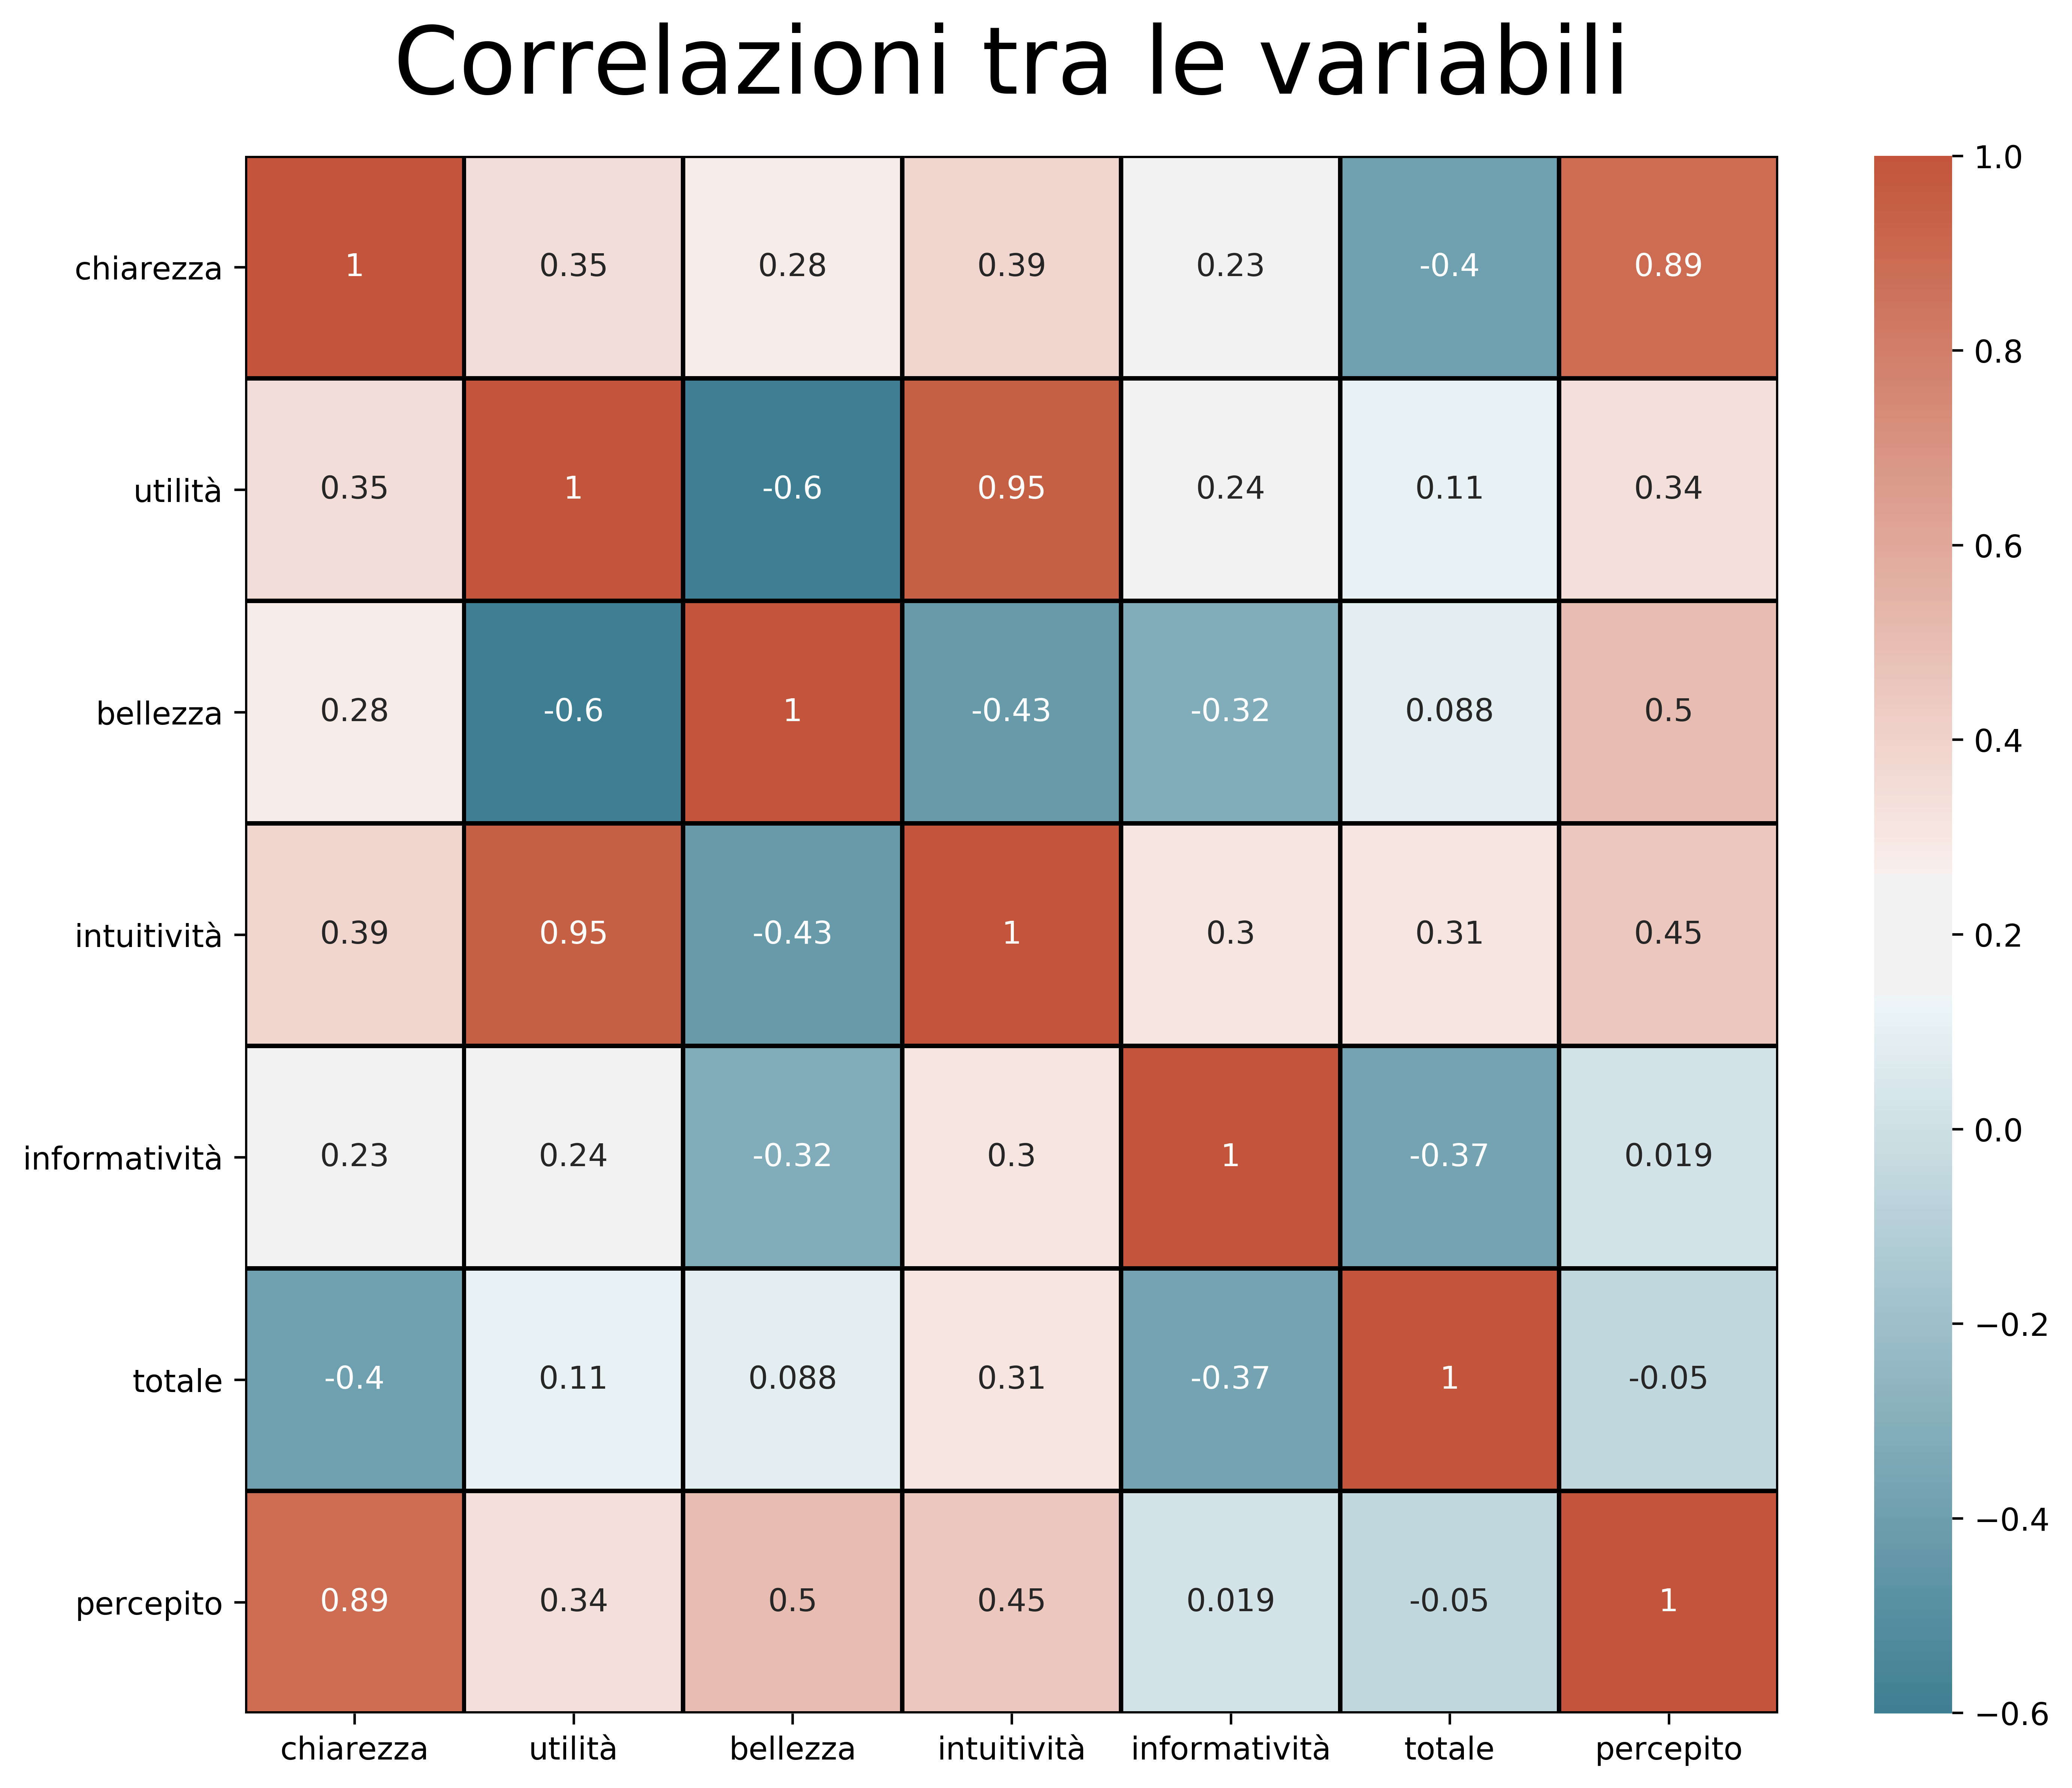 Correlazioni tra le variabili
chiarezza 1 0.35 0.28 0.39 0.23 -0.4 0.89
utilità 0.35 1 -0.6 0.95 0.24 0.11 0.34
bellezza 0.28 -0.6 1 -0.43 -0.32 0.088 0.5
intuitività 0.39 0.95 -0.43 1 0.3 0.31 0.45
informatività 0.23 0.24 -0.32 0.3 1 -0.37 0.019
totale -0.4 0.11 0.088 0.31 -0.37 1 -0.05
percepito 0.89 0.34 0.5 0.45 0.019 -0.05 1
chiarezza utilità bellezza intuitività informatività totale percepito
1.0
0.8
0.6
0.4
0.2
0.0
−0.2
−0.4
−0.6